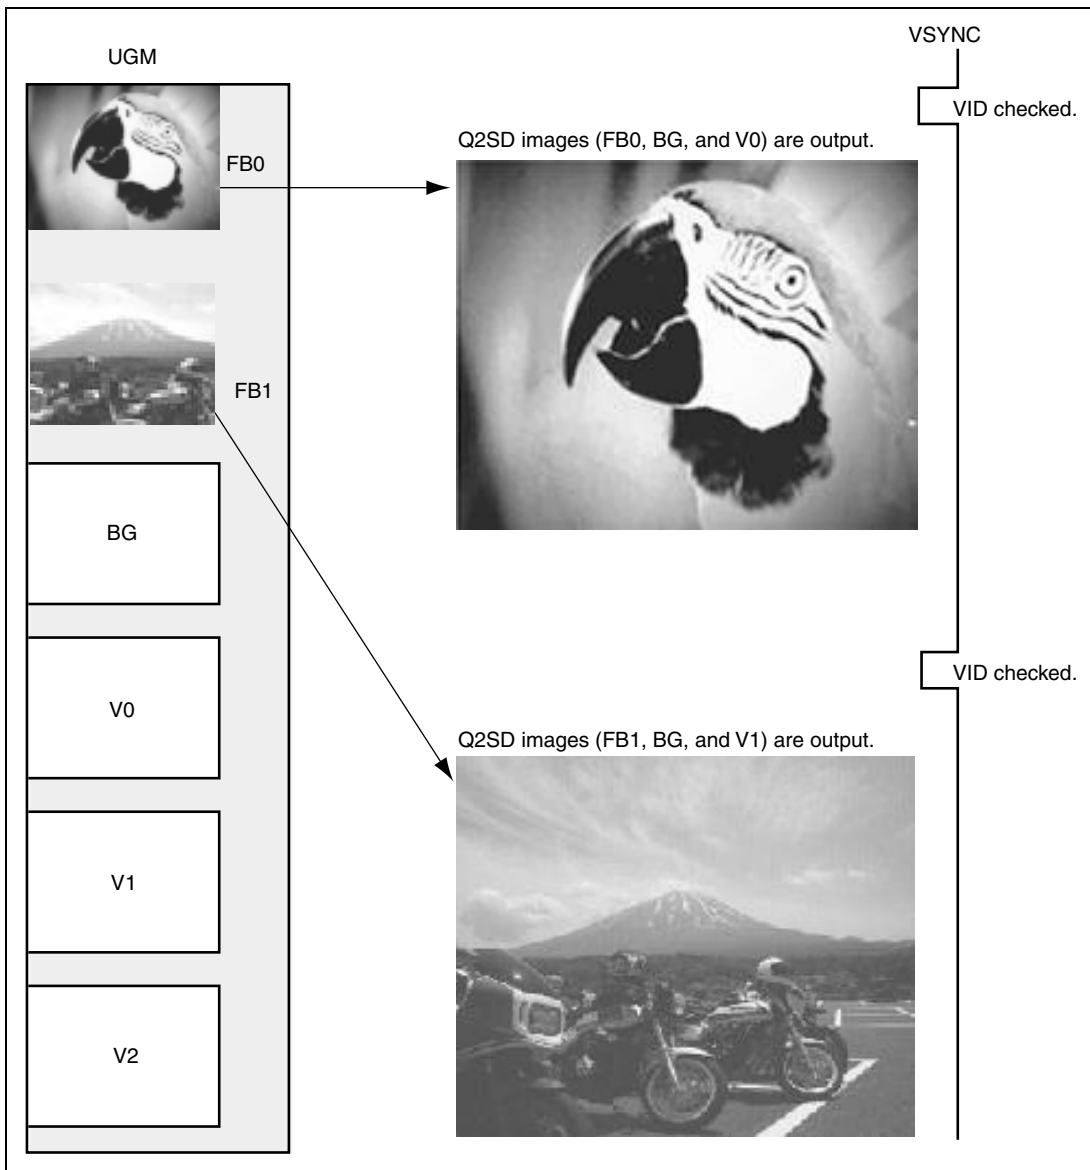 VSYNC
UGM
VID checked.
Q2SD images (FB0, BG, and V0) are output.
FB0
FB1
BG
V0
VID checked.
Q2SD images (FB1, BG, and V1) are output.
V1
V2